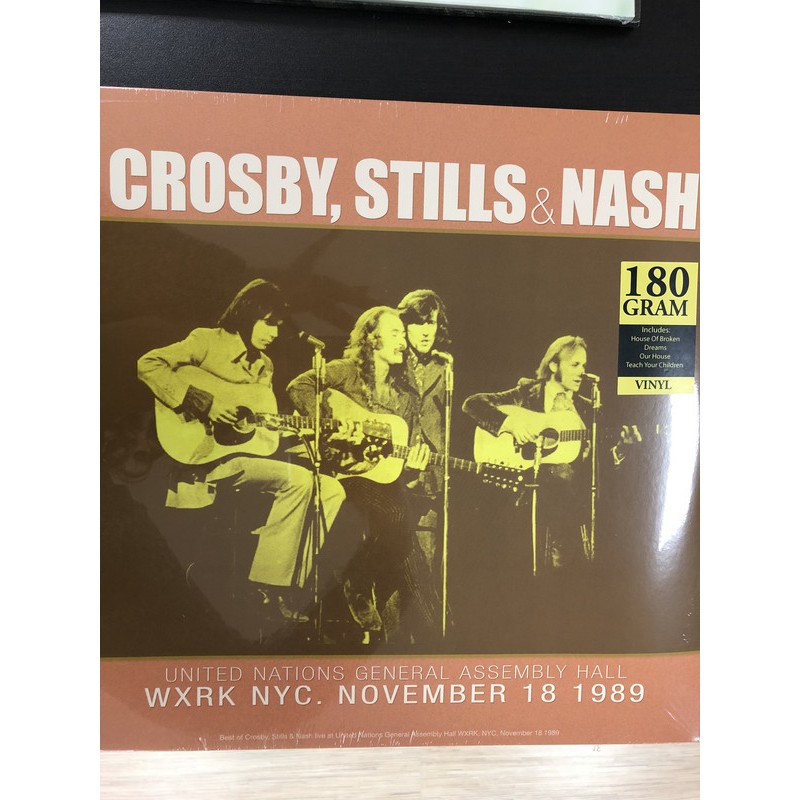 CROSBY, STILLS & NASH
180
GRAM
Includes:
House Of Broken
Dreams
Our House
Teach Your Children
VINYL
UNITED NATIONS GENERAL ASSEMBLY HALL
WXRK NYC. NOVEMBER 18 1989
Best of Crosby, Stills & Nash live at United Nations General Assembly Hall WXRK, NYC, November 18 1989